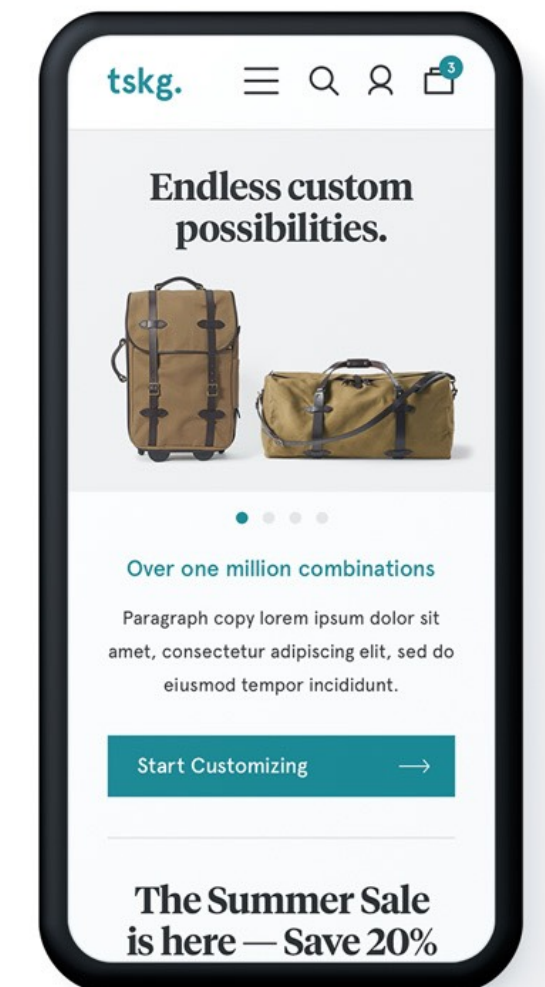 tskg.
3
Endless custom
possibilities.
Over one million combinations
Paragraph copy lorem ipsum dolor sit
amet, consectetur adipiscing elit, sed do
eiusmod tempor incididunt.
Start Customizing
The Summer Sale
is here — Save 20%